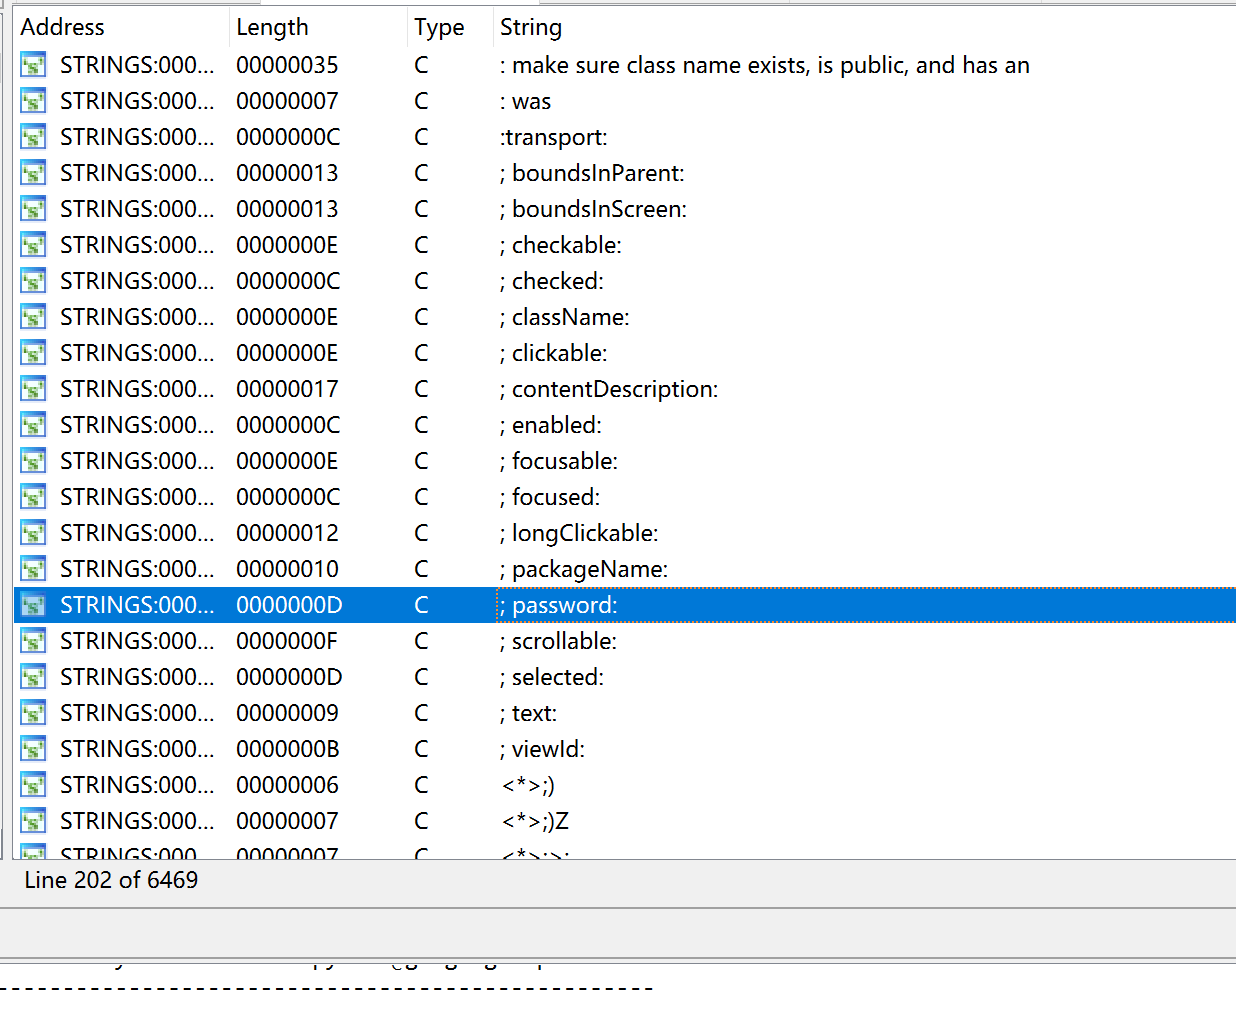 Address Length Type String
STRINGS:000... 00000035 C : make sure class name exists, is public, and has an
STRINGS:000... 00000007 C : was
STRINGS:000... 0000000C C :transport:
STRINGS:000... 00000013 C ; boundsInParent:
STRINGS:000... 00000013 C ; boundsInScreen:
STRINGS:000... 0000000E C ; checkable:
STRINGS:000... 0000000C C ; checked:
STRINGS:000... 0000000E C ; className:
STRINGS:000... 0000000E C ; clickable:
STRINGS:000... 00000017 C ; contentDescription:
STRINGS:000... 0000000C C ; enabled:
STRINGS:000... 0000000E C ; focusable:
STRINGS:000... 0000000C C ; focused:
STRINGS:000... 00000012 C ; longClickable:
STRINGS:000... 00000010 C ; packageName:
STRINGS:000... 0000000D C ; password:
STRINGS:000... 0000000F C ; scrollable:
STRINGS:000... 0000000D C ; selected:
STRINGS:000... 00000009 C ; text:
STRINGS:000... 0000000B C ; viewId:
STRINGS:000... 00000006 C <*>;)
STRINGS:000... 00000007 C <*>;)Z
STRINGS:000... 00000007 C <*>;>;
Line 202 of 6469